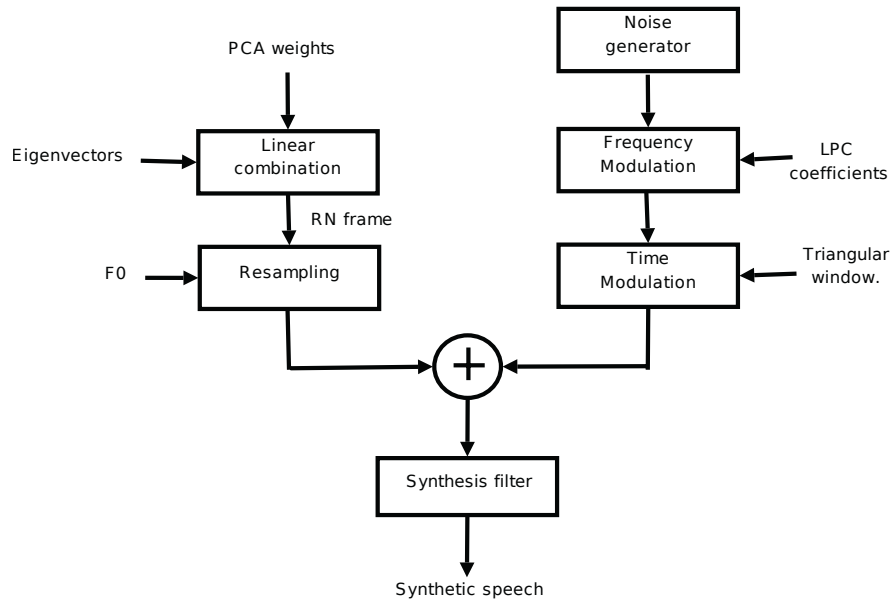 PCA weights
Noise
generator
Eigenvectors
Linear
combination
Frequency
Modulation
LPC
coefficients
RN frame
F0
Resampling
Time
Modulation
Triangular
window.
+
Synthesis filter
Synthetic speech